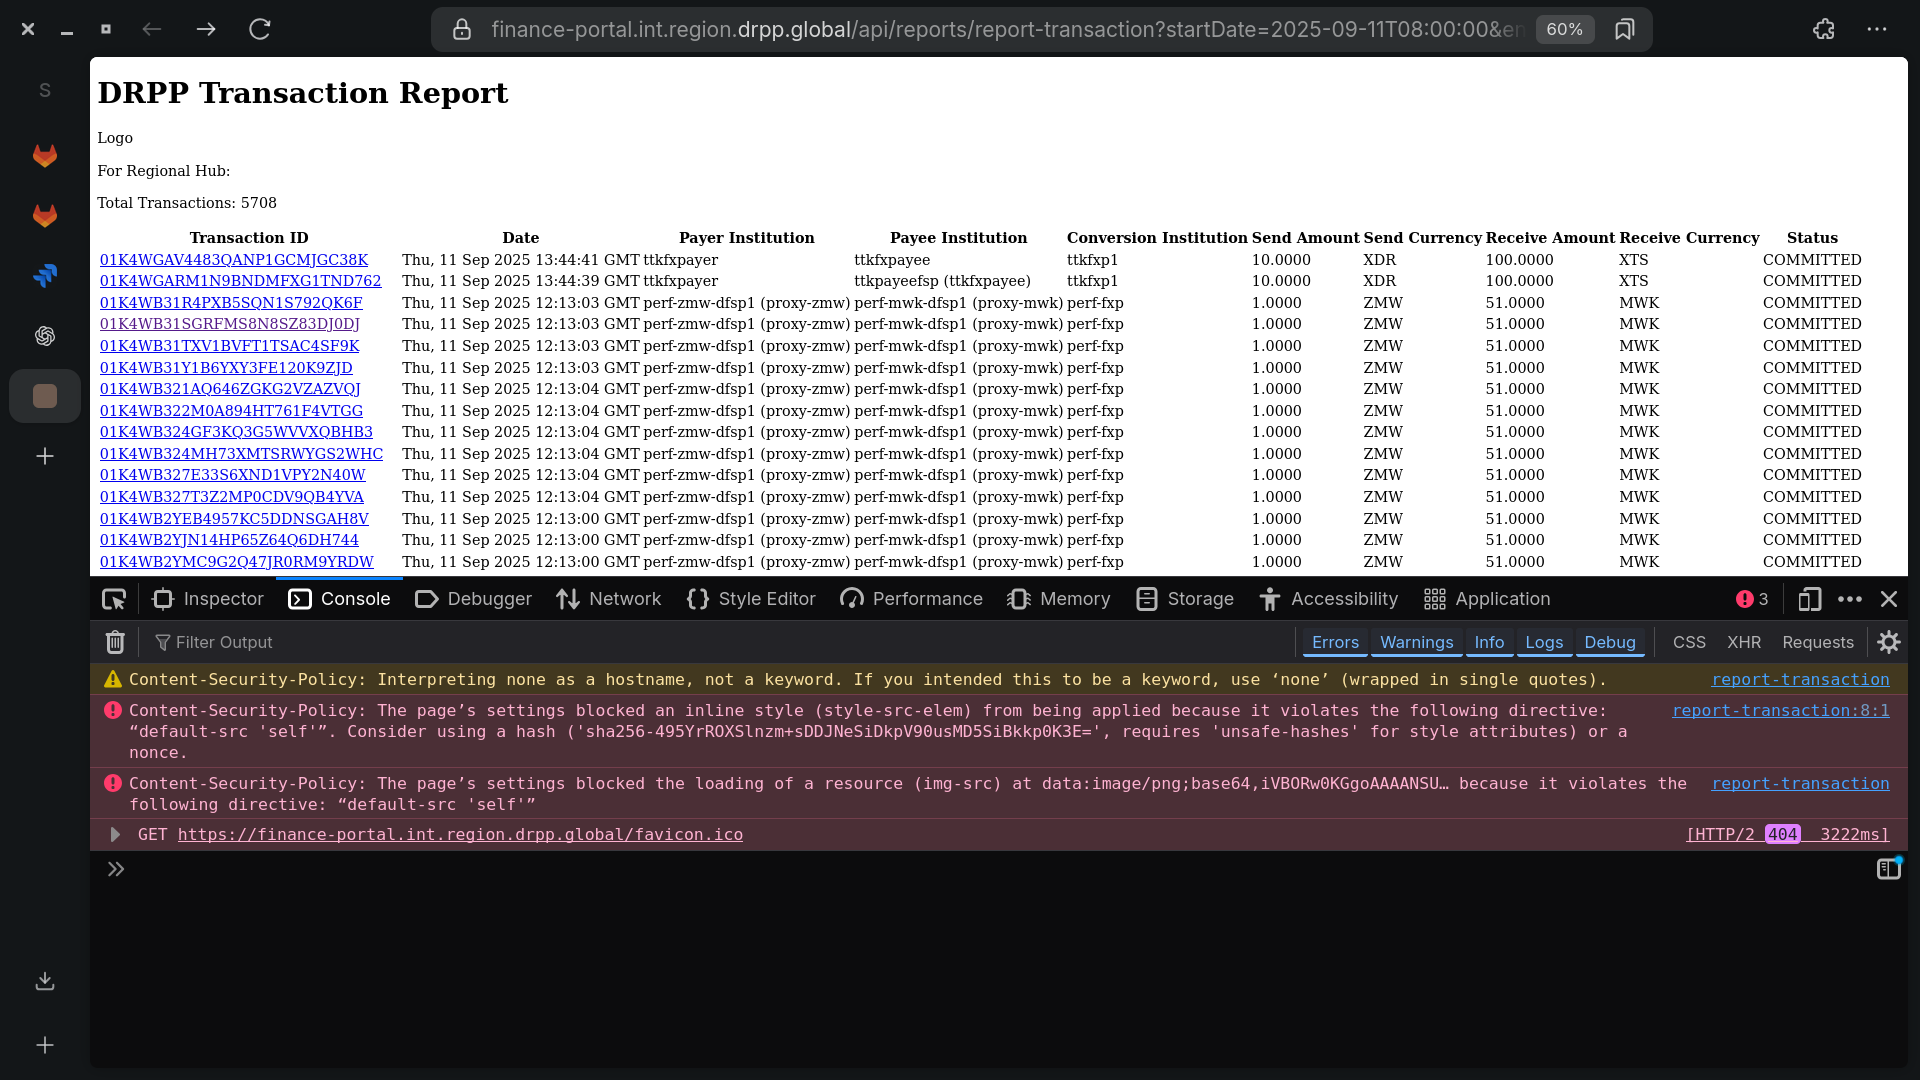 finance-portal.int.region.drpp.global/api/reports/report-transaction?startDate=2025-09-11T08:00:00&en 60%
S
DRPP Transaction Report
Logo
For Regional Hub:
Total Transactions: 5708
Transaction ID Date Payer Institution Payee Institution Conversion Institution Send Amount Send Currency Receive Amount Receive Currency Status
01K4WGAV4483QANP1GCMJGC38K Thu, 11 Sep 2025 13:44:41 GMT ttkfxpayer ttkfxpayee ttkfxp1 10.0000 XDR 100.0000 XTS COMMITTED
01K4WGARM1N9BNDMFXG1TND762 Thu, 11 Sep 2025 13:44:39 GMT ttkfxpayer ttkpayeefsp (ttkfxpayee) ttkfxp1 10.0000 XDR 100.0000 XTS COMMITTED
01K4WB31R4PXB5SQN1S792QK6F Thu, 11 Sep 2025 12:13:03 GMT perf-zmw-dfsp1 (proxy-zmw) perf-mwk-dfsp1 (proxy-mwk) perf-fxp 1.0000 ZMW 51.0000 MWK COMMITTED
01K4WB31SGRFMS8N8SZ83DJ0DJ Thu, 11 Sep 2025 12:13:03 GMT perf-zmw-dfsp1 (proxy-zmw) perf-mwk-dfsp1 (proxy-mwk) perf-fxp 1.0000 ZMW 51.0000 MWK COMMITTED
01K4WB31TXV1BVFT1TSAC4SF9K Thu, 11 Sep 2025 12:13:03 GMT perf-zmw-dfsp1 (proxy-zmw) perf-mwk-dfsp1 (proxy-mwk) perf-fxp 1.0000 ZMW 51.0000 MWK COMMITTED
01K4WB31Y1B6YXY3FE120K9ZJD Thu, 11 Sep 2025 12:13:03 GMT perf-zmw-dfsp1 (proxy-zmw) perf-mwk-dfsp1 (proxy-mwk) perf-fxp 1.0000 ZMW 51.0000 MWK COMMITTED
01K4WB321AQ646ZGKG2VZAZVQJ Thu, 11 Sep 2025 12:13:04 GMT perf-zmw-dfsp1 (proxy-zmw) perf-mwk-dfsp1 (proxy-mwk) perf-fxp 1.0000 ZMW 51.0000 MWK COMMITTED
01K4WB322M0A894HT761F4VTGG Thu, 11 Sep 2025 12:13:04 GMT perf-zmw-dfsp1 (proxy-zmw) perf-mwk-dfsp1 (proxy-mwk) perf-fxp 1.0000 ZMW 51.0000 MWK COMMITTED
01K4WB324GF3KQ3G5WVVXQBHB3 Thu, 11 Sep 2025 12:13:04 GMT perf-zmw-dfsp1 (proxy-zmw) perf-mwk-dfsp1 (proxy-mwk) perf-fxp 1.0000 ZMW 51.0000 MWK COMMITTED
01K4WB324MH73XMTSRWYGS2WHC Thu, 11 Sep 2025 12:13:04 GMT perf-zmw-dfsp1 (proxy-zmw) perf-mwk-dfsp1 (proxy-mwk) perf-fxp 1.0000 ZMW 51.0000 MWK COMMITTED
01K4WB327E33S6XND1VPY2N40W Thu, 11 Sep 2025 12:13:04 GMT perf-zmw-dfsp1 (proxy-zmw) perf-mwk-dfsp1 (proxy-mwk) perf-fxp 1.0000 ZMW 51.0000 MWK COMMITTED
01K4WB327T3Z2MP0CDV9QB4YVA Thu, 11 Sep 2025 12:13:04 GMT perf-zmw-dfsp1 (proxy-zmw) perf-mwk-dfsp1 (proxy-mwk) perf-fxp 1.0000 ZMW 51.0000 MWK COMMITTED
01K4WB2YEB4957KC5DDNSGAH8V Thu, 11 Sep 2025 12:13:00 GMT perf-zmw-dfsp1 (proxy-zmw) perf-mwk-dfsp1 (proxy-mwk) perf-fxp 1.0000 ZMW 51.0000 MWK COMMITTED
01K4WB2YJN14HP65Z64Q6DH744 Thu, 11 Sep 2025 12:13:00 GMT perf-zmw-dfsp1 (proxy-zmw) perf-mwk-dfsp1 (proxy-mwk) perf-fxp 1.0000 ZMW 51.0000 MWK COMMITTED
01K4WB2YMC9G2Q47JR0RM9YRDW Thu, 11 Sep 2025 12:13:00 GMT perf-zmw-dfsp1 (proxy-zmw) perf-mwk-dfsp1 (proxy-mwk) perf-fxp 1.0000 ZMW 51.0000 MWK COMMITTED
Inspector Console Debugger Network Style Editor Performance Memory Storage Accessibility Application 3
Filter Output Errors Warnings Info Logs Debug CSS XHR Requests
Content-Security-Policy: Interpreting none as a hostname, not a keyword. If you intended this to be a keyword, use ‘none’ (wrapped in single quotes). report-transaction
Content-Security-Policy: The page’s settings blocked an inline style (style-src-elem) from being applied because it violates the following directive: report-transaction:8:1
“default-src 'self'”. Consider using a hash ('sha256-495YrROXSlnzm+sDDJNeSiDkpV90usMD5SiBkkp0K3E=', requires 'unsafe-hashes' for style attributes) or a
nonce.
Content-Security-Policy: The page’s settings blocked the loading of a resource (img-src) at data:image/png;base64,iVBORw0KGgoAAAANSU… because it violates the report-transaction
following directive: “default-src 'self'”
GET https://finance-portal.int.region.drpp.global/favicon.ico [HTTP/2 404 3222ms]